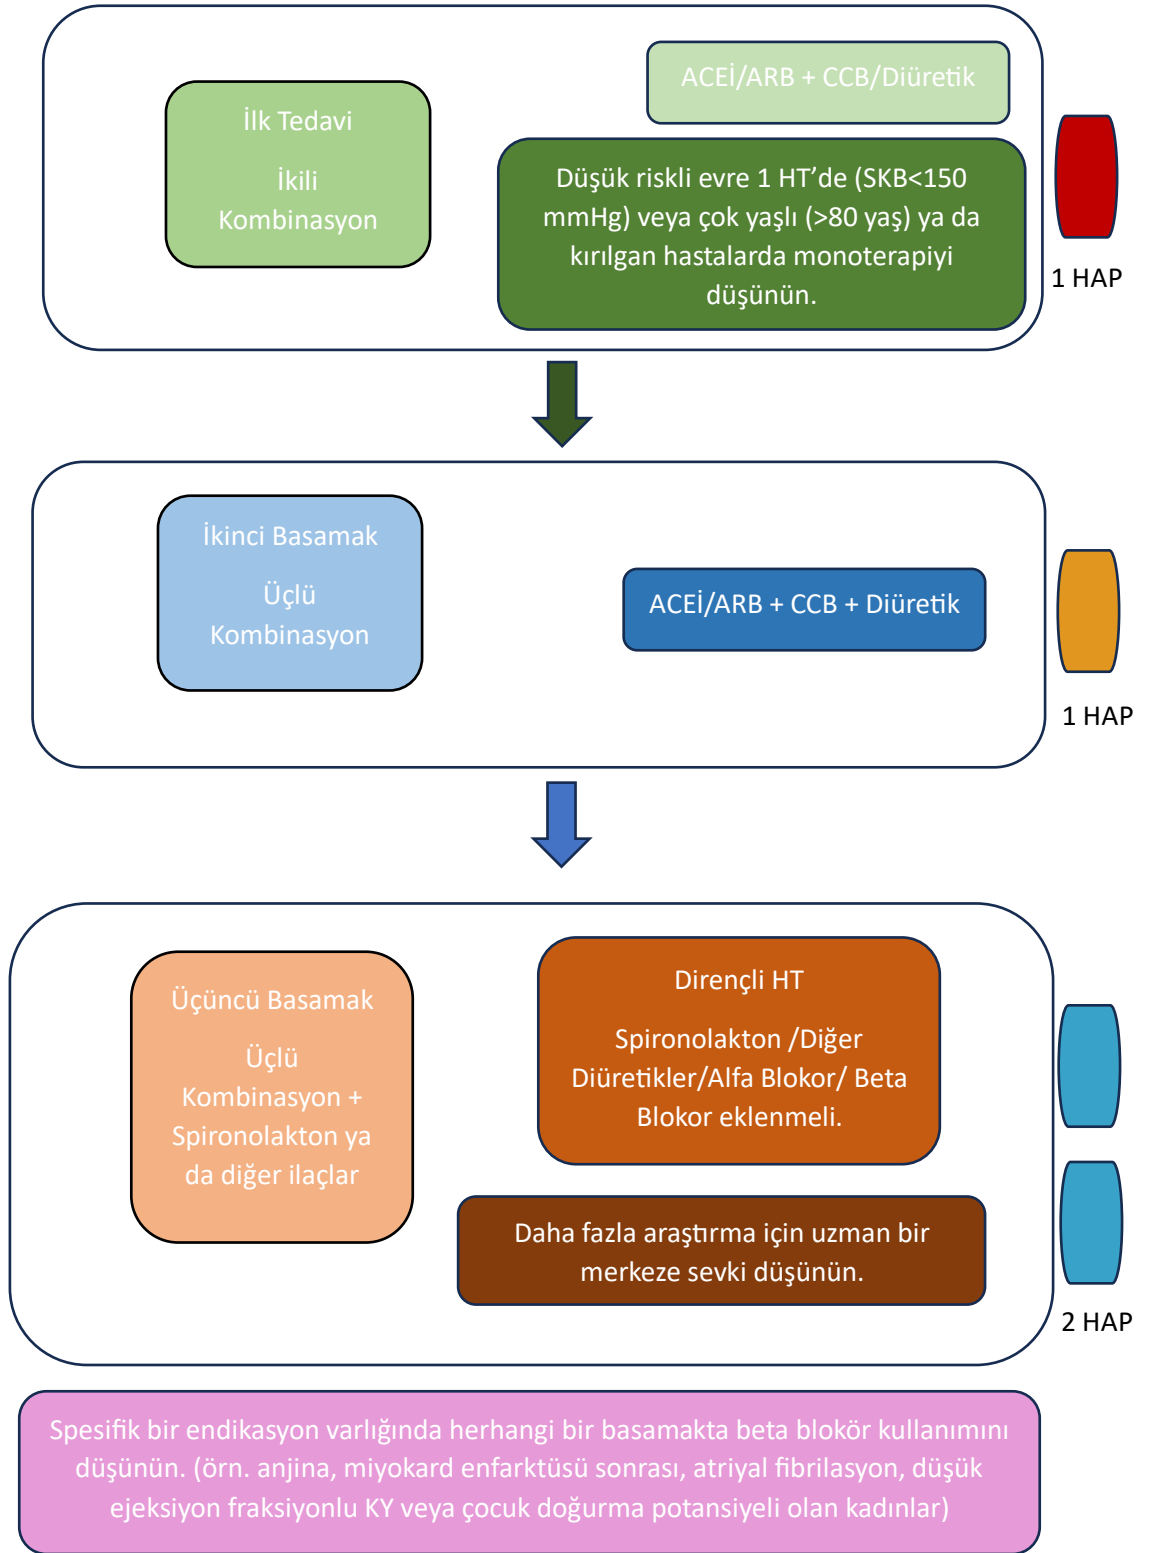 İlk Tedavi
İkili
Kombinasyon
ACEİ/ARB + CCB/Diüretik
Düşük riskli evre 1 HT’de (SKB<150
mmHg) veya çok yaşlı (>80 yaş) ya da
kırılgan hastalarda monoterapiyi
düşünün.
1 HAP
İkinci Basamak
Üçlü
Kombinasyon
ACEİ/ARB + CCB + Diüretik
1 HAP
Üçüncü Basamak
Üçlü
Kombinasyon +
Spironolakton ya
da diğer ilaçlar
Dirençli HT
Spironolakton /Diğer
Diüretikler/Alfa Blokor/ Beta
Blokor eklenmeli.
Daha fazla araştırma için uzman bir
merkeze sevki düşünün.
2 HAP
Spesifik bir endikasyon varlığında herhangi bir basamakta beta blokör kullanımını
düşünün. (örn. anjina, miyokard enfarktüsü sonrası, atriyal fibrilasyon, düşük
ejeksiyon fraksiyonlu KY veya çocuk doğurma potansiyeli olan kadınlar)